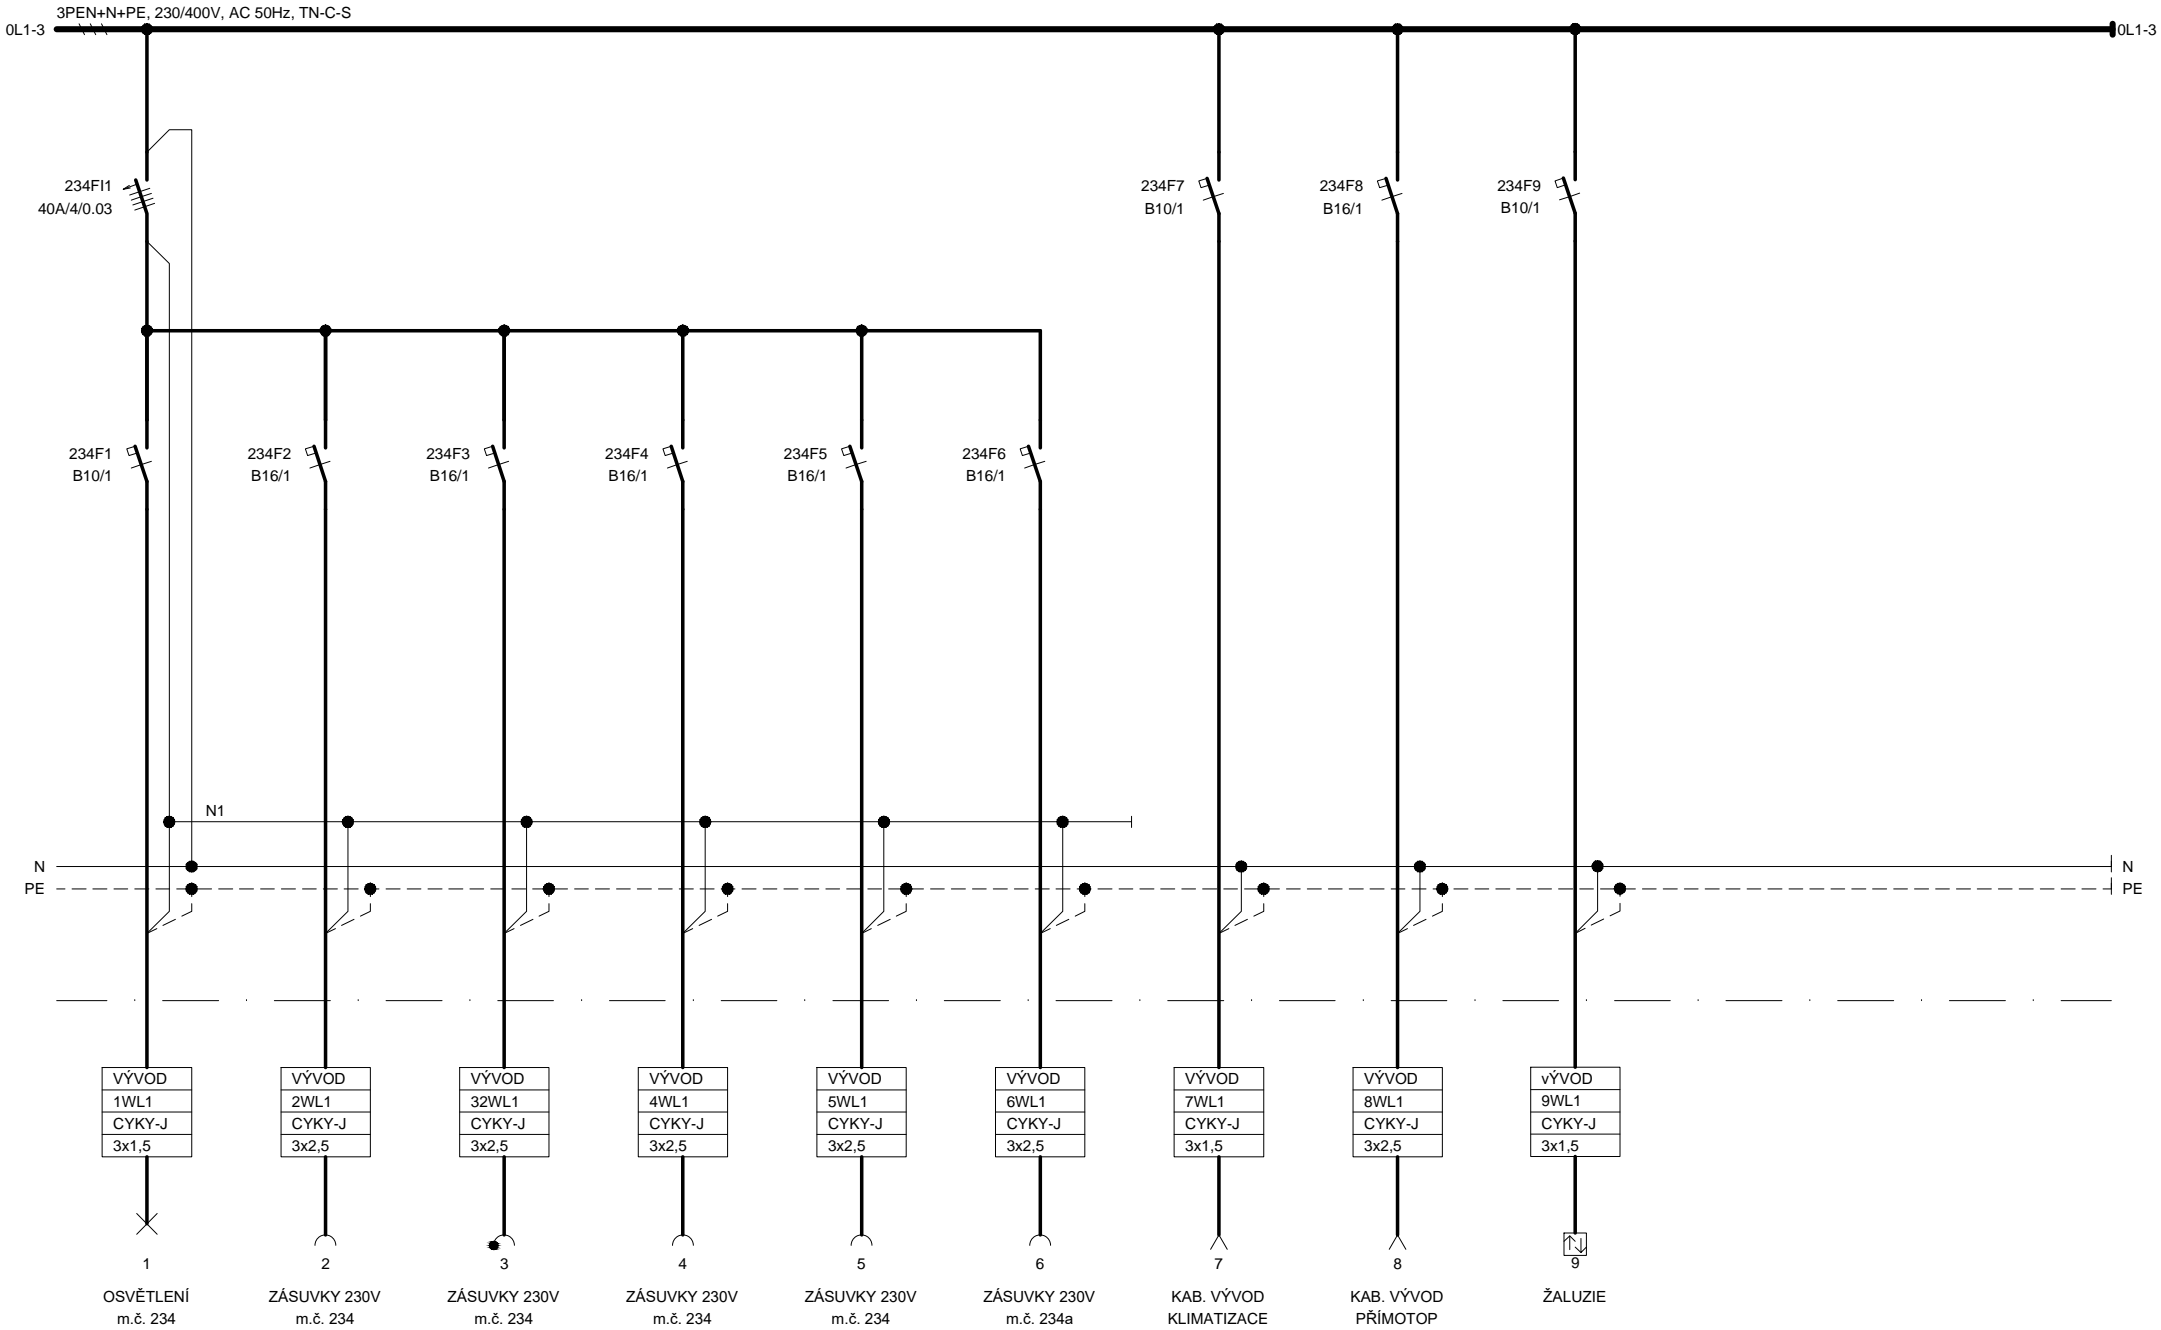 3PEN+N+PE, 230/400V, AC 50Hz, TN-C-S
0L1-3
0L1-3
234FI1
40A/4/0.03
234F7
B10/1
234F8
B16/1
234F9
B10/1
234F1
B10/1
234F2
B16/1
234F3
B16/1
234F4
B16/1
234F5
B16/1
234F6
B16/1
N1
N
N
PE
PE
VÝVOD
1WL1
CYKY-J
3x1,5
VÝVOD
2WL1
CYKY-J
3x2,5
VÝVOD
32WL1
CYKY-J
3x2,5
VÝVOD
4WL1
CYKY-J
3x2,5
VÝVOD
5WL1
CYKY-J
3x2,5
VÝVOD
6WL1
CYKY-J
3x2,5
VÝVOD
7WL1
CYKY-J
3x1,5
VÝVOD
8WL1
CYKY-J
3x2,5
vÝVOD
9WL1
CYKY-J
3x1,5
1
OSVĚTLENÍ
m.č. 234
2
ZÁSUVKY 230V
m.č. 234
3
ZÁSUVKY 230V
m.č. 234
4
ZÁSUVKY 230V
m.č. 234
5
ZÁSUVKY 230V
m.č. 234
6
ZÁSUVKY 230V
m.č. 234a
7
KAB. VÝVOD
KLIMATIZACE
8
KAB. VÝVOD
PŘÍMOTOP
9
ŽALUZIE